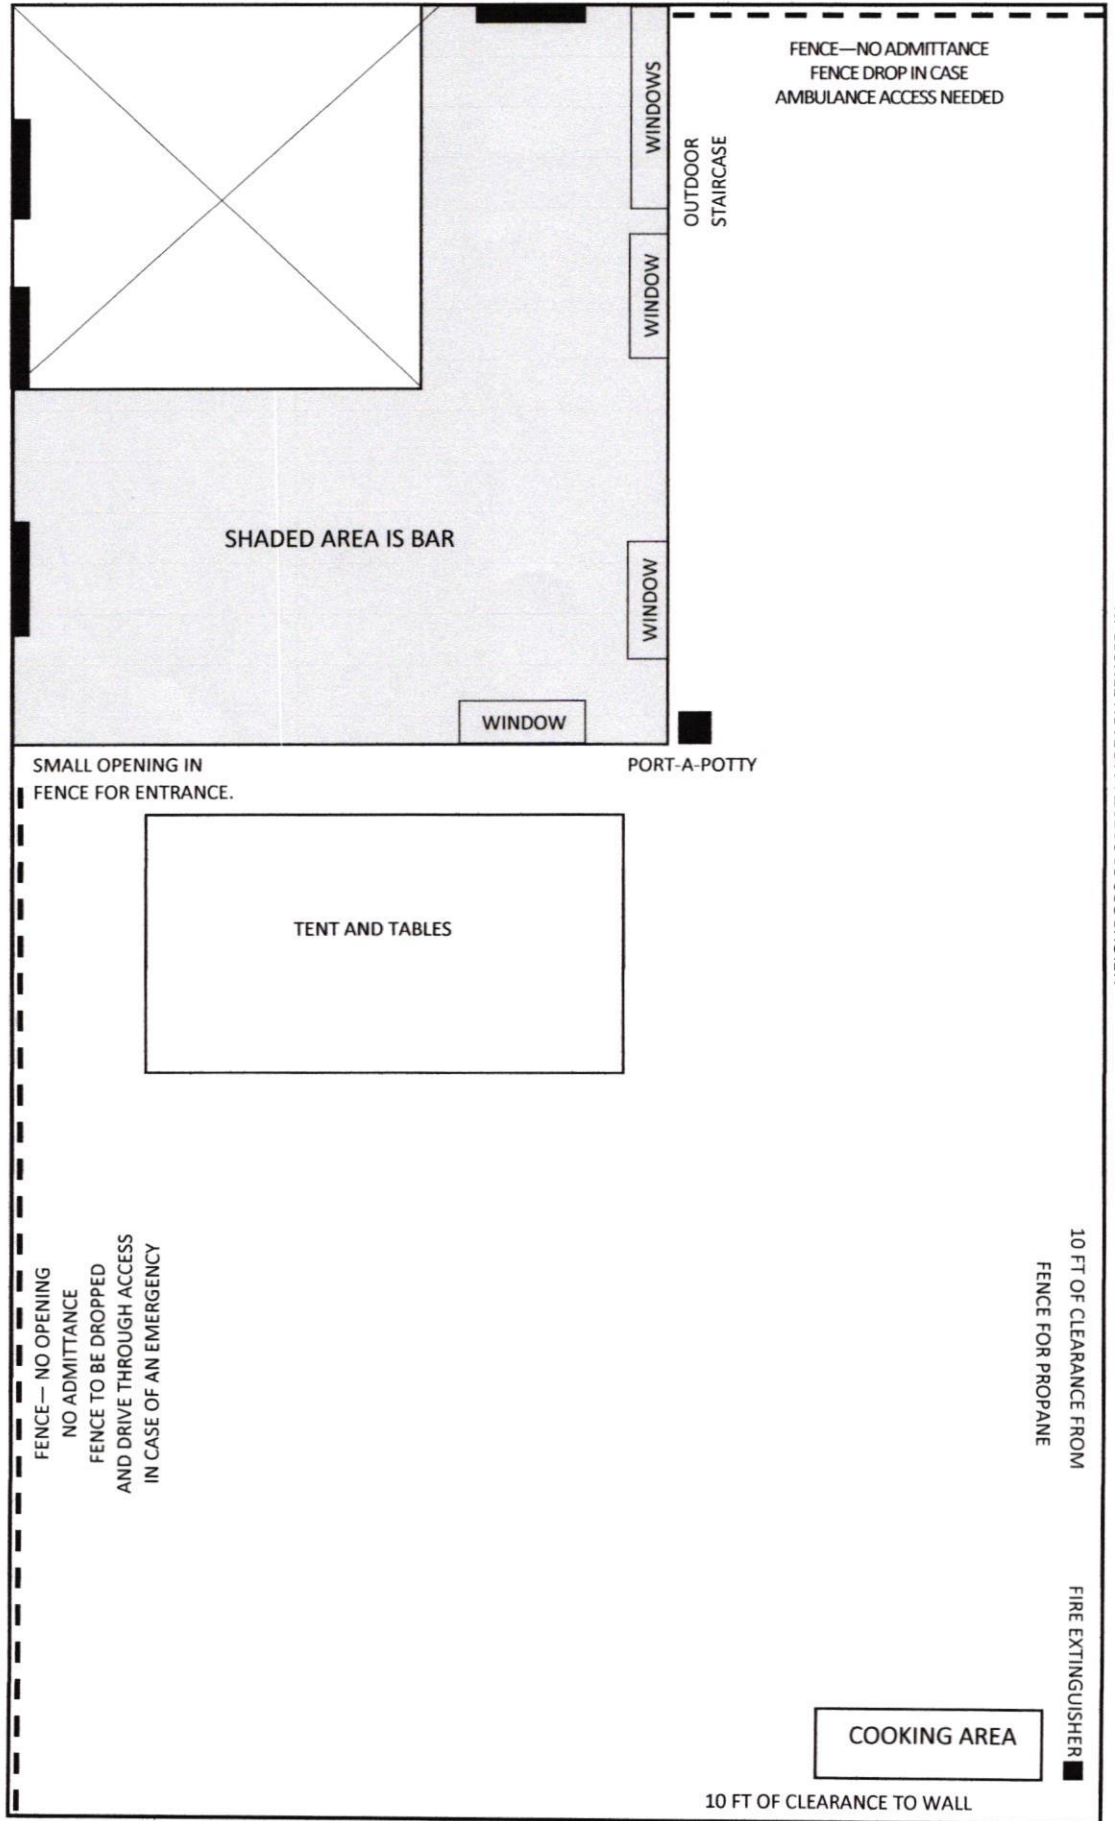 FENCE—NO ADMITTANCE
FENCE DROP IN CASE
AMBULANCE ACCESS NEEDED
WINDOWS
OUTDOOR
STAIRCASE
WINDOW
SHADED AREA IS BAR
WINDOW
WINDOW
SMALL OPENING IN
FENCE FOR ENTRANCE.
PORT-A-POTTY
TENT AND TABLES
FENCE— NO OPENING
NO ADMITTANCE
FENCE TO BE DROPPED
AND DRIVE THROUGH ACCESS
IN CASE OF AN EMERGENCY
10 FT OF CLEARANCE FROM
FENCE FOR PROPANE
FIRE EXTINGUISHER
COOKING AREA
10 FT OF CLEARANCE TO WALL